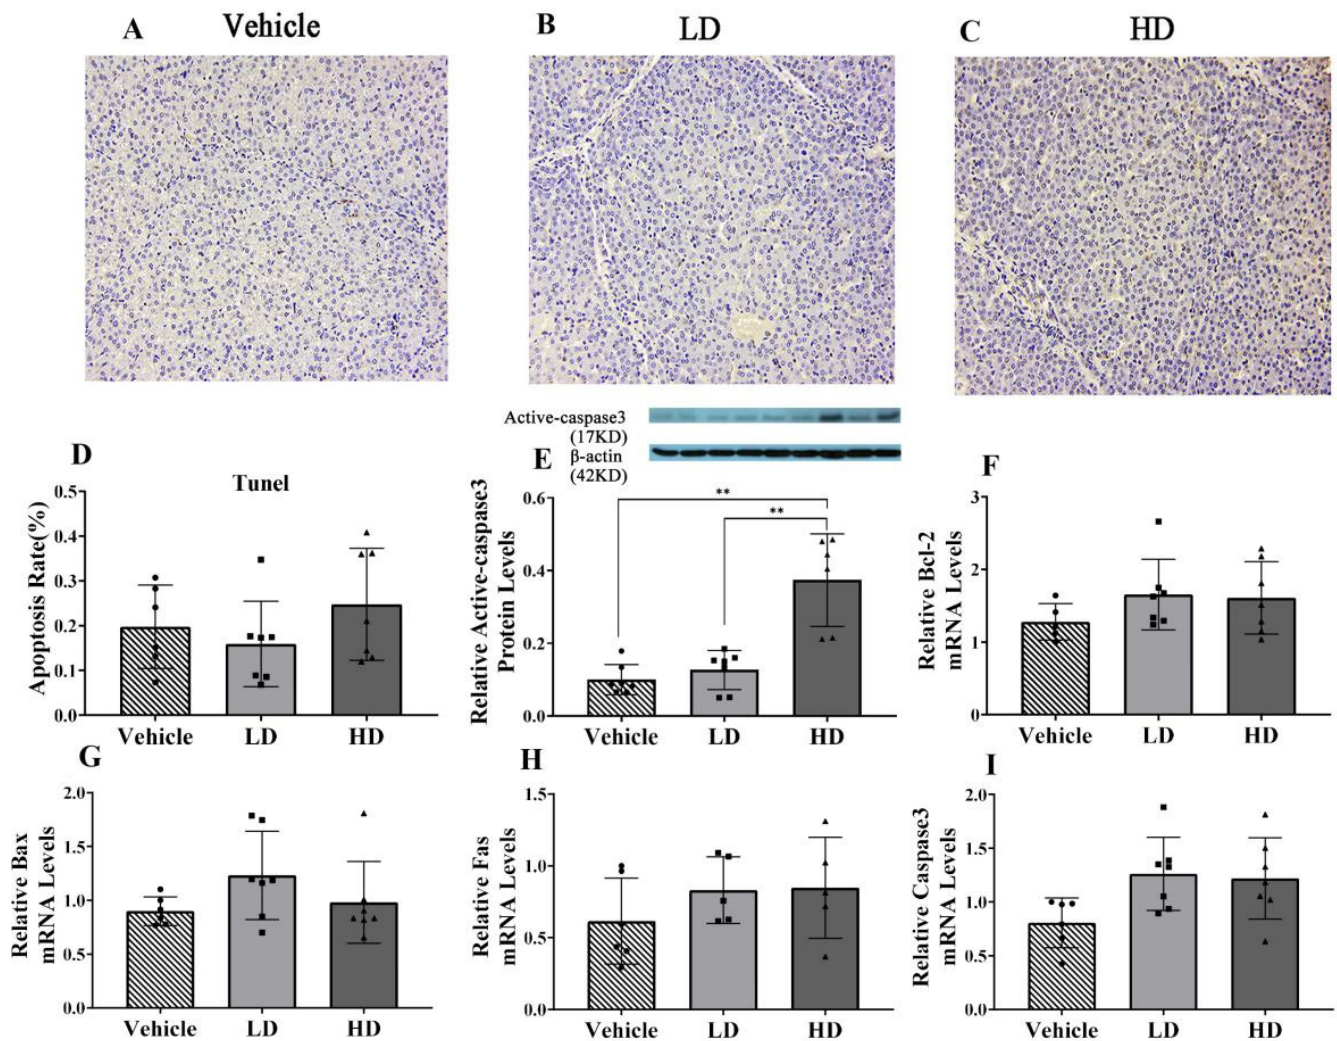 A Vehicle
B LD
C HD
Active-caspase3
(17KD)
β-actin
(42KD)
D
Tunel
Apoptosis Rate(%)
0.5
0.4
0.3
0.2
0.1
0.0
Vehicle LD HD
E
Relative Active-caspase3
Protein Levels
0.6
0.4
0.2
0.0
**
**
Vehicle LD HD
F
Relative Bcl-2
mRNA Levels
3
2
1
0
Vehicle LD HD
G
Relative Bax
mRNA Levels
2.0
1.5
1.0
0.5
0.0
Vehicle LD HD
H
Relative Fas
mRNA Levels
1.5
1.0
0.5
0.0
Vehicle LD HD
I
Relative Caspase3
mRNA Levels
2.0
1.5
1.0
0.5
0.0
Vehicle LD HD